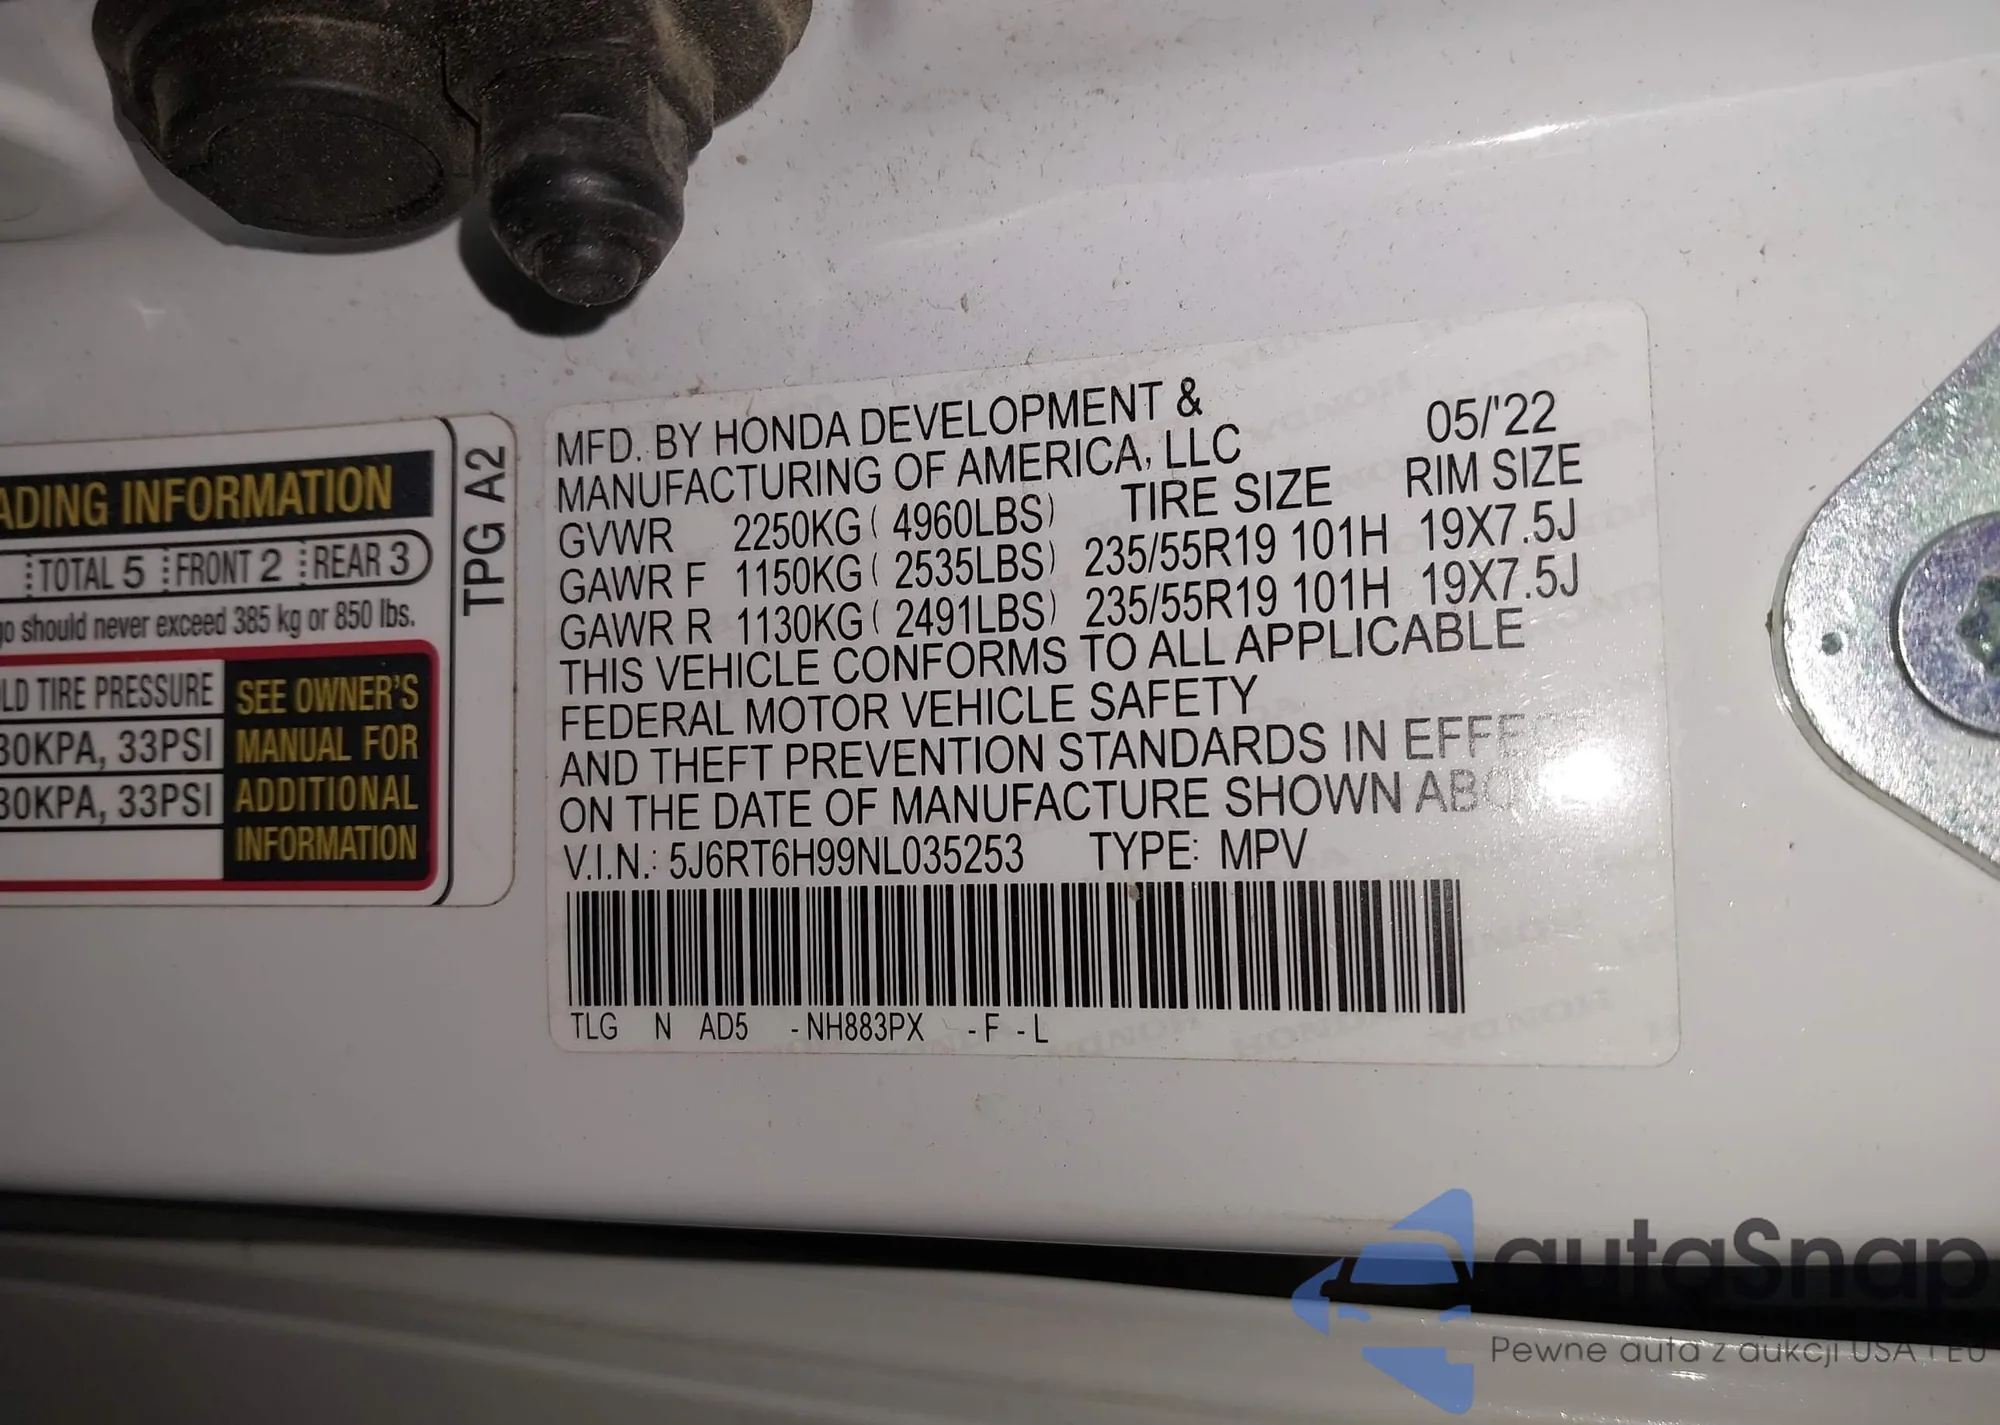 ADING INFORMATION
TOTAL 5 FRONT 2 REAR 3
go should never exceed 385 kg or 850 lbs.
LD TIRE PRESSURE
30KPA, 33PSI
30KPA, 33PSI
SEE OWNER'S
MANUAL FOR
ADDITIONAL
INFORMATION
TPG A2
MFD. BY HONDA DEVELOPMENT &
MANUFACTURING OF AMERICA, LLC 05/'22
GVWR 2250KG ( 4960LBS) TIRE SIZE RIM SIZE
GAWR F 1150KG ( 2535LBS) 235/55R19 101H 19X7.5J
GAWR R 1130KG ( 2491LBS) 235/55R19 101H 19X7.5J
THIS VEHICLE CONFORMS TO ALL APPLICABLE
FEDERAL MOTOR VEHICLE SAFETY
AND THEFT PREVENTION STANDARDS IN EFFECT
ON THE DATE OF MANUFACTURE SHOWN ABOVE
V.I.N.: 5J6RT6H99NL035253 TYPE: MPV
TLG N AD5 -NH883PX -F -L
autaSnap
Pewne auta z aukcji USA i EU